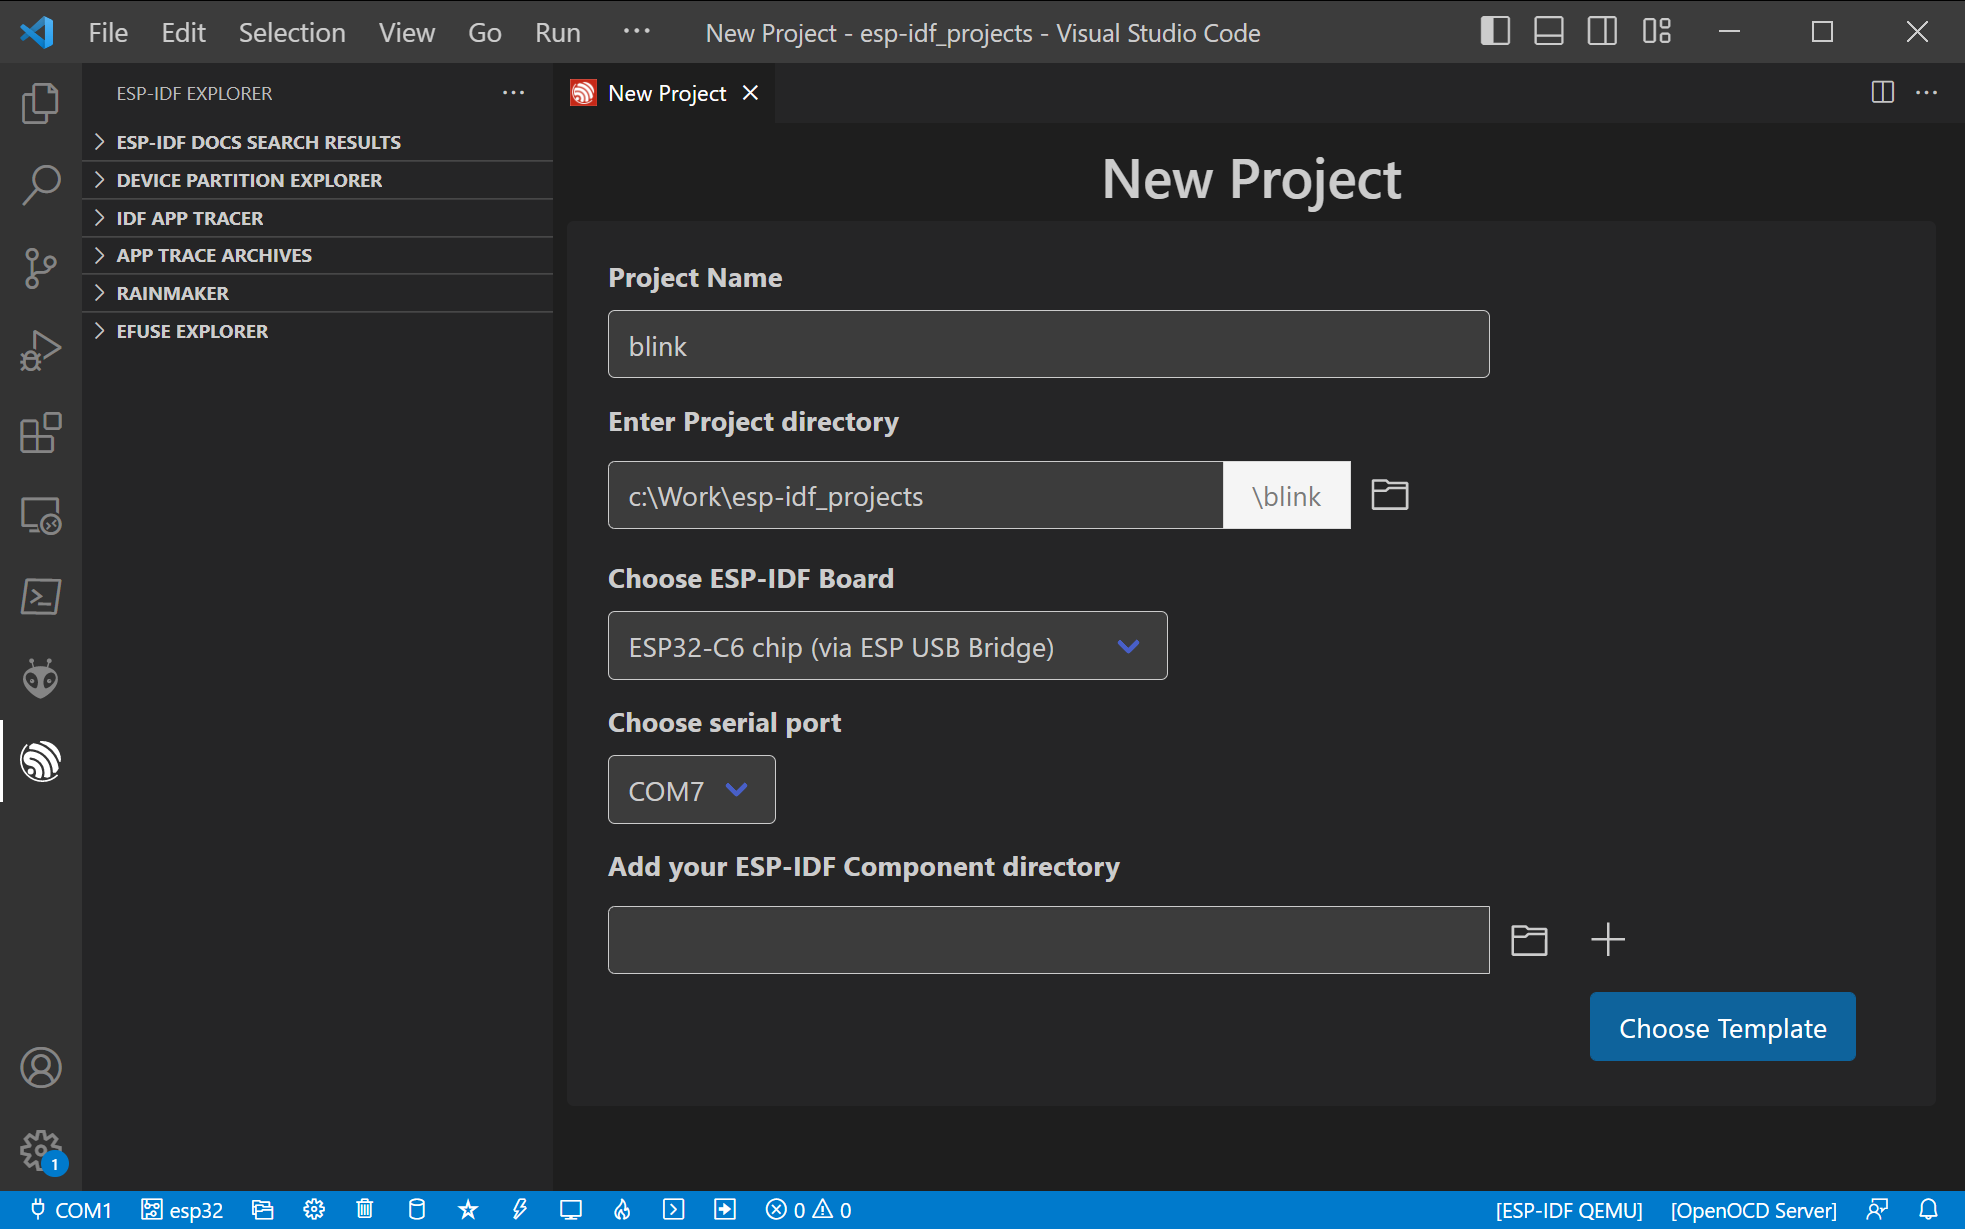 File Edit Selection View Go Run ··· New Project - esp-idf_projects - Visual Studio Code
ESP-IDF EXPLORER
ESP-IDF DOCS SEARCH RESULTS
DEVICE PARTITION EXPLORER
IDF APP TRACER
APP TRACE ARCHIVES
RAINMAKER
EFUSE EXPLORER
New Project
New Project
Project Name
blink
Enter Project directory
c:\Work\esp-idf_projects \blink
Choose ESP-IDF Board
ESP32-C6 chip (via ESP USB Bridge)
Choose serial port
COM7
Add your ESP-IDF Component directory
Choose Template
1
COM1 esp32 0 0 [ESP-IDF QEMU] [OpenOCD Server]